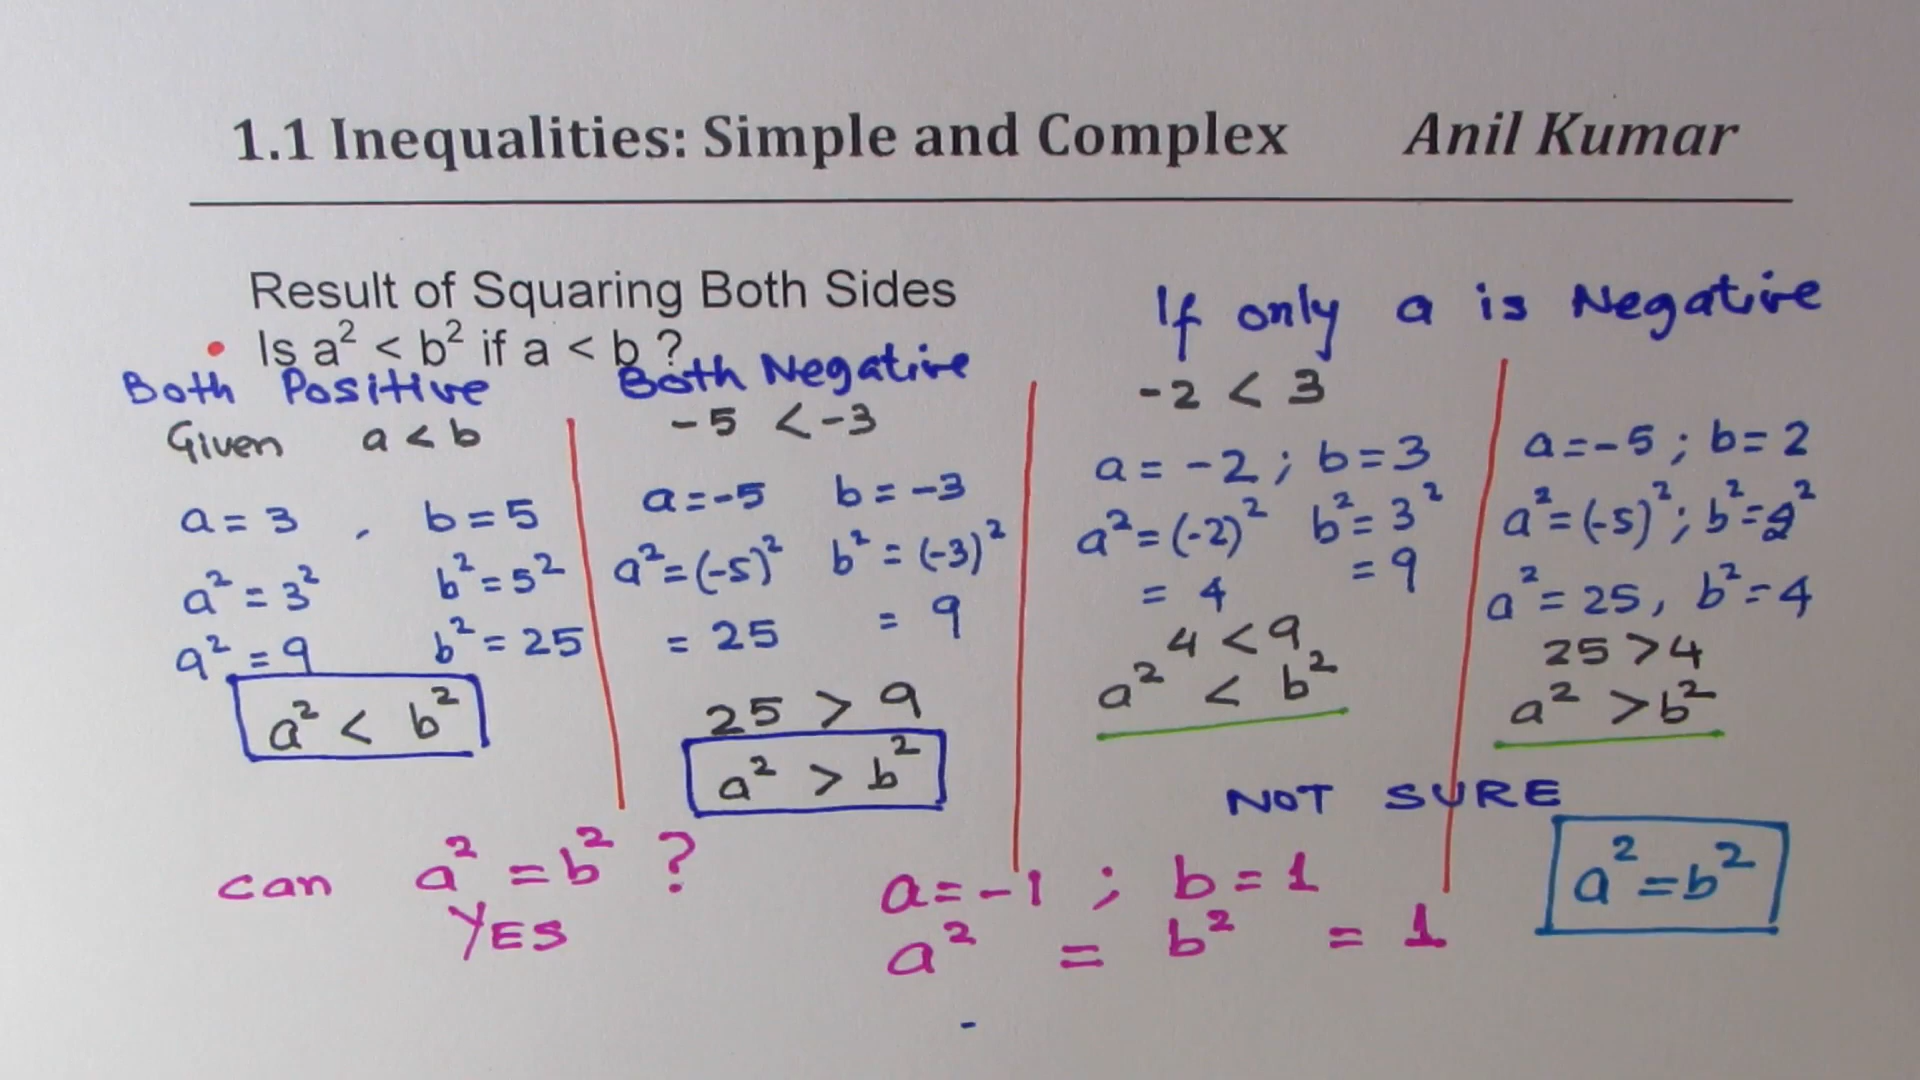 1.1 Inequalities: Simple and Complex Anil Kumar
Result of Squaring Both Sides
Is a² < b² if a < b ?
Both Positive
Given a < b
a = 3 , b = 5
a² = 3² b² = 5²
a² = 9 b² = 25
a² < b²
Both Negative
-5 < -3
a = -5 b = -3
a² = (-5)² b² = (-3)²
= 25 = 9
25 > 9
a² > b²
If only a is Negative
-2 < 3
a = -2 ; b = 3
a² = (-2)² b² = 3²
= 4 = 9
4 < 9
a² < b²
a = -5 ; b = 2
a² = (-5)² ; b² = 2²
a² = 25 , b² = 4
25 > 4
a² > b²
NOT SURE
can a² = b² ?
YES
a = -1 ; b = 1
a² = b² = 1
a² = b²